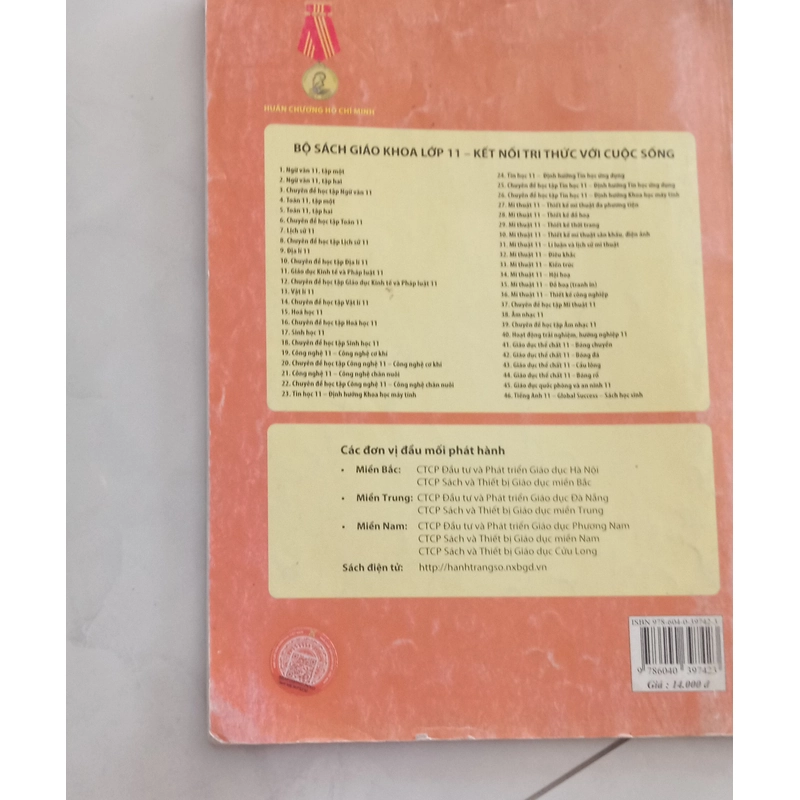 HUÂN CHƯƠNG HỒ CHÍ MINH
BỘ SÁCH GIÁO KHOA LỚP 11 – KẾT NỐI TRI THỨC VỚI CUỘC SỐNG
1. Ngữ văn 11, tập một
2. Ngữ văn 11, tập hai
3. Chuyên đề học tập Ngữ văn 11
4. Toán 11, tập một
5. Toán 11, tập hai
6. Chuyên đề học tập Toán 11
7. Lịch sử 11
8. Chuyên đề học tập Lịch sử 11
9. Địa lí 11
10. Chuyên đề học tập Địa lí 11
11. Giáo dục Kinh tế và Pháp luật 11
12. Chuyên đề học tập Giáo dục Kinh tế và Pháp luật 11
13. Vật lí 11
14. Chuyên đề học tập Vật lí 11
15. Hoá học 11
16. Chuyên đề học tập Hoá học 11
17. Sinh học 11
18. Chuyên đề học tập Sinh học 11
19. Công nghệ 11 – Công nghệ cơ khí
20. Chuyên đề học tập Công nghệ 11 – Công nghệ cơ khí
21. Công nghệ 11 – Công nghệ chăn nuôi
22. Chuyên đề học tập Công nghệ 11 – Công nghệ chăn nuôi
23. Tin học 11 – Định hướng Khoa học máy tính
24. Tin học 11 – Định hướng Tin học ứng dụng
25. Chuyên đề học tập Tin học 11 – Định hướng Tin học ứng dụng
26. Chuyên đề học tập Tin học 11 – Định hướng Khoa học máy tính
27. Mĩ thuật 11 – Thiết kế mĩ thuật đa phương tiện
28. Mĩ thuật 11 – Thiết kế đồ hoạ
29. Mĩ thuật 11 – Thiết kế thời trang
30. Mĩ thuật 11 – Thiết kế mĩ thuật sân khấu, điện ảnh
31. Mĩ thuật 11 – Lí luận và lịch sử mĩ thuật
32. Mĩ thuật 11 – Điêu khắc
33. Mĩ thuật 11 – Kiến trúc
34. Mĩ thuật 11 – Hội hoạ
35. Mĩ thuật 11 – Đồ hoạ (tranh in)
36. Mĩ thuật 11 – Thiết kế công nghiệp
37. Chuyên đề học tập Mĩ thuật 11
38. Âm nhạc 11
39. Chuyên đề học tập Âm nhạc 11
40. Hoạt động trải nghiệm, hướng nghiệp 11
41. Giáo dục thể chất 11 – Bóng chuyền
42. Giáo dục thể chất 11 – Bóng đá
43. Giáo dục thể chất 11 – Cầu lông
44. Giáo dục thể chất 11 – Bóng rổ
45. Giáo dục quốc phòng và an ninh 11
46. Tiếng Anh 11 – Global Success – Sách học sinh
Các đơn vị đầu mối phát hành
• Miền Bắc: CTCP Đầu tư và Phát triển Giáo dục Hà Nội
CTCP Sách và Thiết bị Giáo dục miền Bắc
• Miền Trung: CTCP Đầu tư và Phát triển Giáo dục Đà Nẵng
CTCP Sách và Thiết bị Giáo dục miền Trung
• Miền Nam: CTCP Đầu tư và Phát triển Giáo dục Phương Nam
CTCP Sách và Thiết bị Giáo dục miền Nam
CTCP Sách và Thiết bị Giáo dục Cửu Long
Sách điện tử: http://hanhtrangso.nxbgd.vn
ISBN 978-604-0-39742-3
9 786040 397423
Giá : 14.000 đ